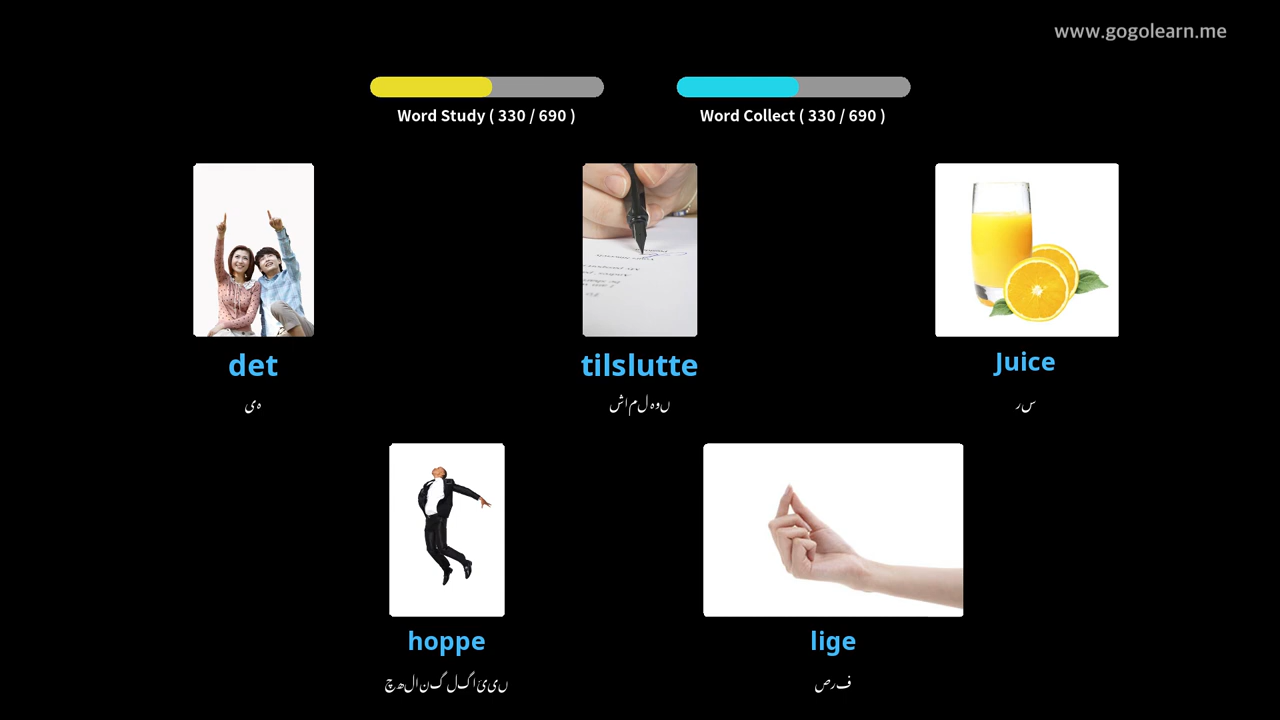 www.gogolearn.me
Word Study ( 330 / 690 )
Word Collect ( 330 / 690 )
det
یہ
tilslutte
شامل ہوں
Juice
رس
hoppe
چھلانگ لگائیں
lige
صرف